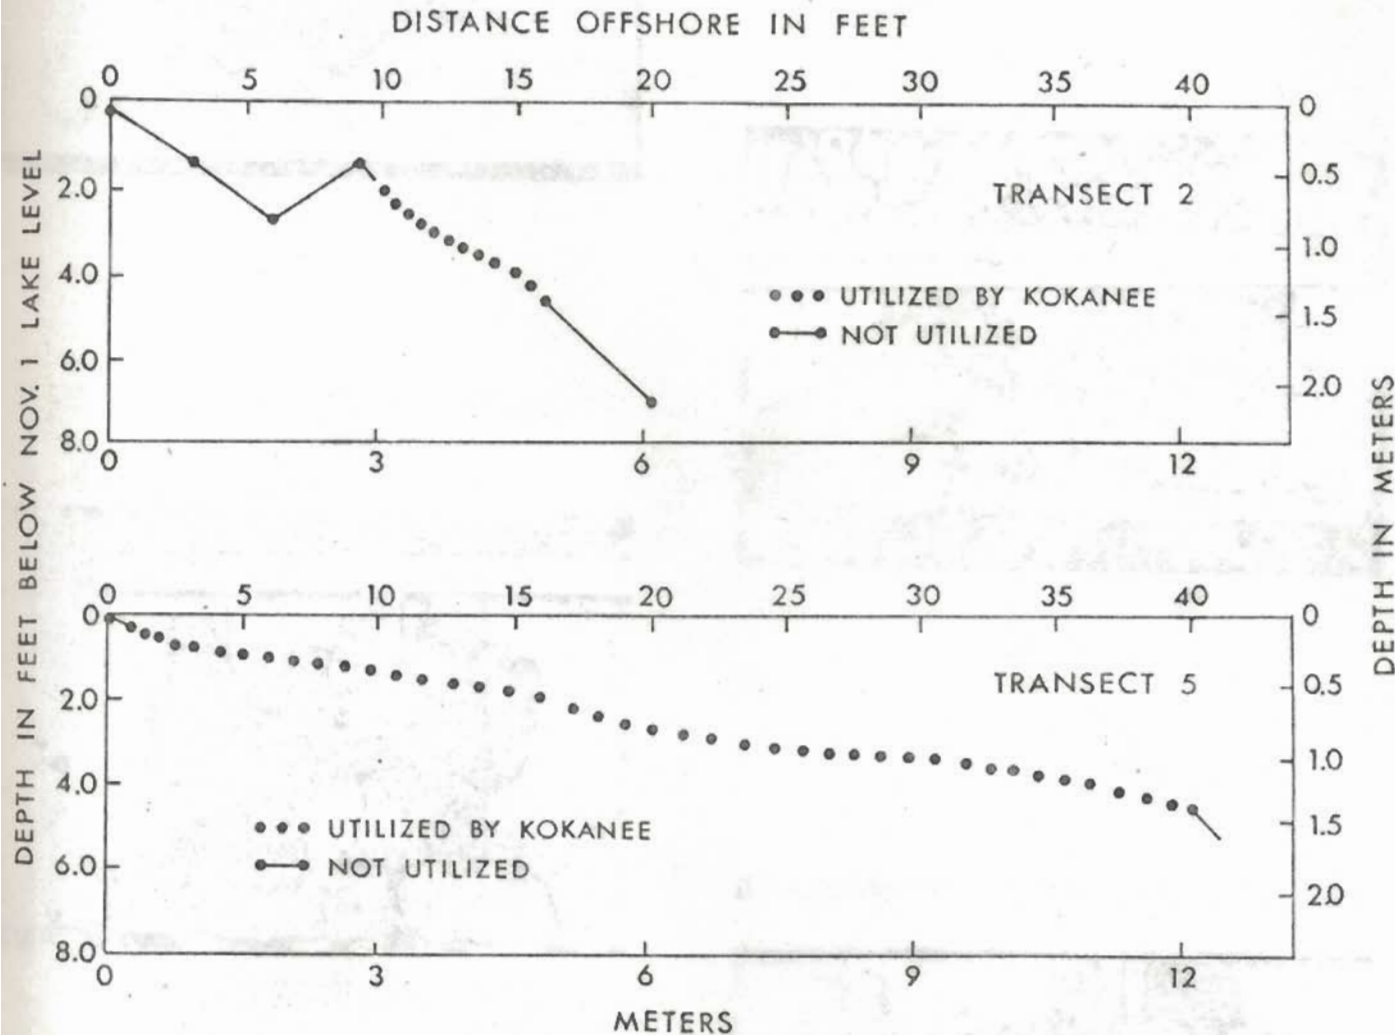 DISTANCE OFFSHORE IN FEET
0 5 10 15 20 25 30 35 40
0 2.0 4.0 6.0 8.0
0 0.5 1.0 1.5 2.0
TRANSECT 2
UTILIZED BY KOKANEE
NOT UTILIZED
0 3 6 9 12
DEPTH IN FEET BELOW NOV. 1 LAKE LEVEL
DEPTH IN METERS
0 5 10 15 20 25 30 35 40
0 2.0 4.0 6.0 8.0
0 0.5 1.0 1.5 2.0
TRANSECT 5
UTILIZED BY KOKANEE
NOT UTILIZED
0 3 6 9 12
METERS